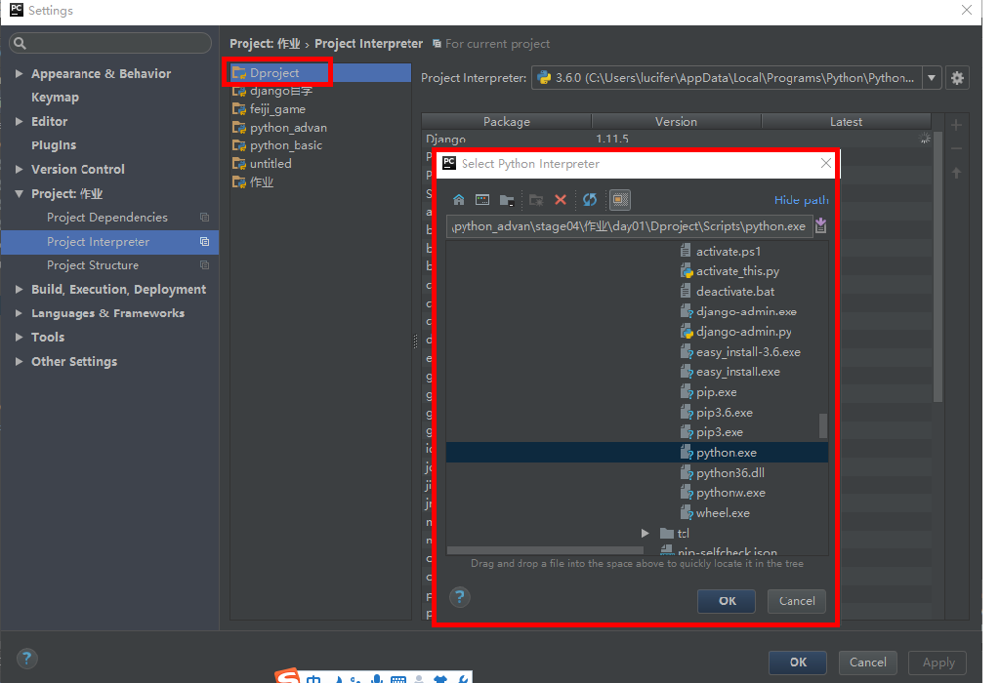 Settings
Project: 作业 › Project Interpreter For current project
Appearance & Behavior
Keymap
Editor
Plugins
Version Control
Project: 作业
Project Dependencies
Project Interpreter
Project Structure
Build, Execution, Deployment
Languages & Frameworks
Tools
Other Settings
Dproject
django自学
feiji_game
python_advan
python_basic
untitled
作业
Project Interpreter: 3.6.0 (C:\Users\lucifer\AppData\Local\Programs\Python\Python...
Package Version Latest
Django 1.11.5
Select Python Interpreter
Hide path
\python_advan\stage04\作业\day01\Dproject\Scripts\python.exe
activate.ps1
activate_this.py
deactivate.bat
django-admin.exe
django-admin.py
easy_install-3.6.exe
easy_install.exe
pip.exe
pip3.6.exe
pip3.exe
python.exe
python36.dll
pythonw.exe
wheel.exe
tcl
pip-selfcheck.json
Drag and drop a file into the space above to quickly locate it in the tree
OK Cancel
OK Cancel Apply